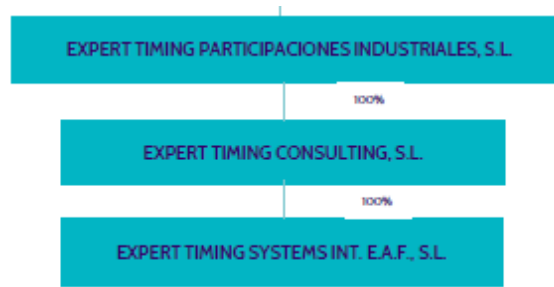 EXPERT TIMING PARTICIPACIONES INDUSTRIALES, S.L.
100%
EXPERT TIMING CONSULTING, S.L.
100%
EXPERT TIMING SYSTEMS INT. E.A.F., S.L.